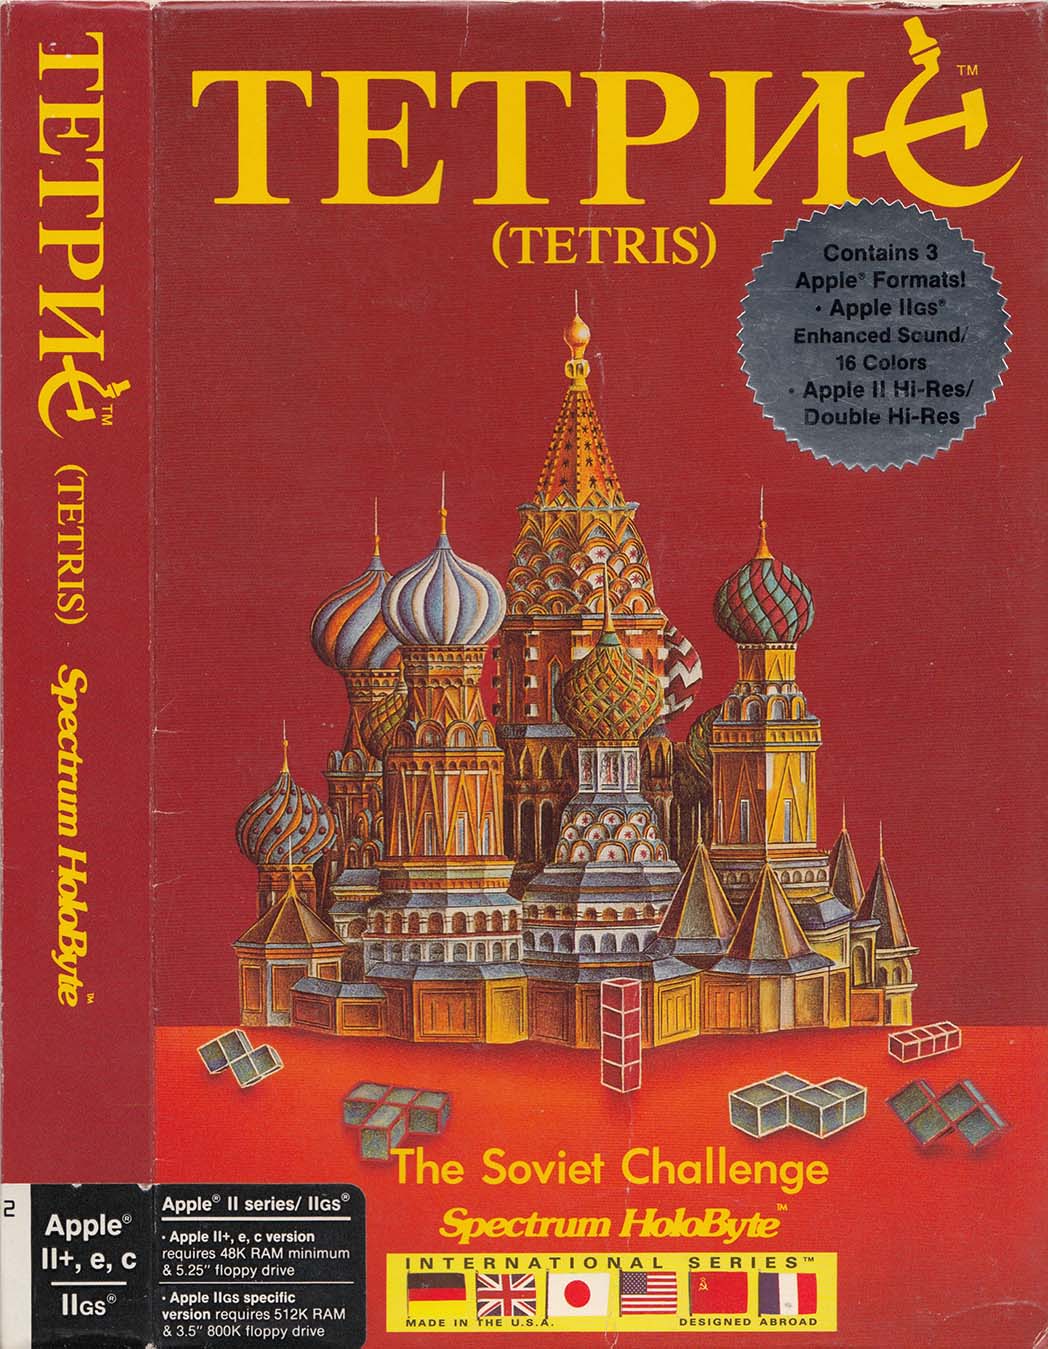 ТЕТРИС™
(TETRIS)
Contains 3
Apple® Formats!
• Apple IIGS®
Enhanced Sound/
16 Colors
• Apple II Hi-Res/
Double Hi-Res
The Soviet Challenge
Spectrum HoloByte™
INTERNATIONAL SERIES™
MADE IN THE U.S.A.
DESIGNED ABROAD
Apple® II series/ IIGS®
• Apple II+, e, c version
requires 48K RAM minimum
& 5.25" floppy drive
• Apple IIGS specific
version requires 512K RAM
& 3.5" 800K floppy drive
ТЕТРИС™ (TETRIS) · Spectrum HoloByte™
2
Apple®
II+, e, c
IIGS®